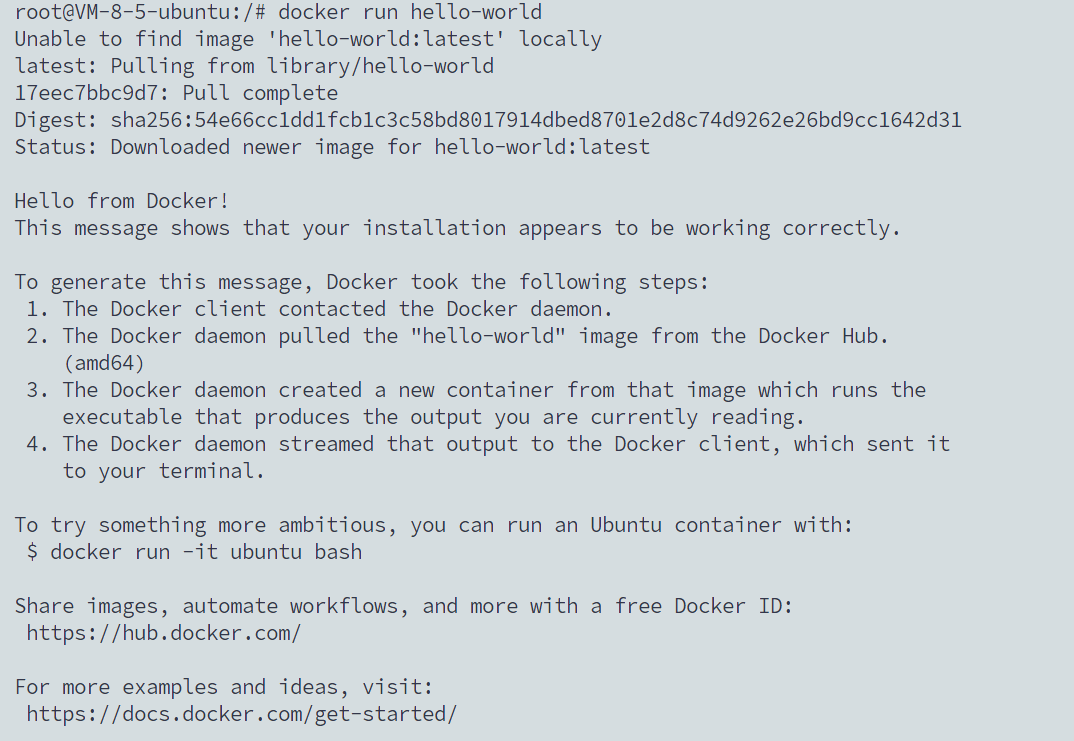 root@VM-8-5-ubuntu:/# docker run hello-world
Unable to find image 'hello-world:latest' locally
latest: Pulling from library/hello-world
17eec7bbc9d7: Pull complete
Digest: sha256:54e66cc1dd1fcb1c3c58bd8017914dbed8701e2d8c74d9262e26bd9cc1642d31
Status: Downloaded newer image for hello-world:latest

Hello from Docker!
This message shows that your installation appears to be working correctly.

To generate this message, Docker took the following steps:
 1. The Docker client contacted the Docker daemon.
 2. The Docker daemon pulled the "hello-world" image from the Docker Hub.
    (amd64)
 3. The Docker daemon created a new container from that image which runs the
    executable that produces the output you are currently reading.
 4. The Docker daemon streamed that output to the Docker client, which sent it
    to your terminal.

To try something more ambitious, you can run an Ubuntu container with:
 $ docker run -it ubuntu bash

Share images, automate workflows, and more with a free Docker ID:
 https://hub.docker.com/

For more examples and ideas, visit:
 https://docs.docker.com/get-started/